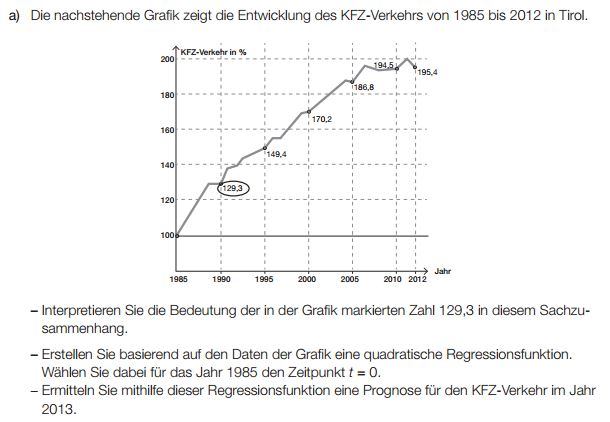 a) Die nachstehende Grafik zeigt die Entwicklung des KFZ-Verkehrs von 1985 bis 2012 in Tirol.
KFZ-Verkehr in %
200
180
160
140
120
100
194,5
195,4
186,8
170,2
149,4
129,3
Jahr
1985 1990 1995 2000 2005 2010 2012
– Interpretieren Sie die Bedeutung der in der Grafik markierten Zahl 129,3 in diesem Sachzu-
sammenhang.
– Erstellen Sie basierend auf den Daten der Grafik eine quadratische Regressionsfunktion.
Wählen Sie dabei für das Jahr 1985 den Zeitpunkt t = 0.
– Ermitteln Sie mithilfe dieser Regressionsfunktion eine Prognose für den KFZ-Verkehr im Jahr
2013.